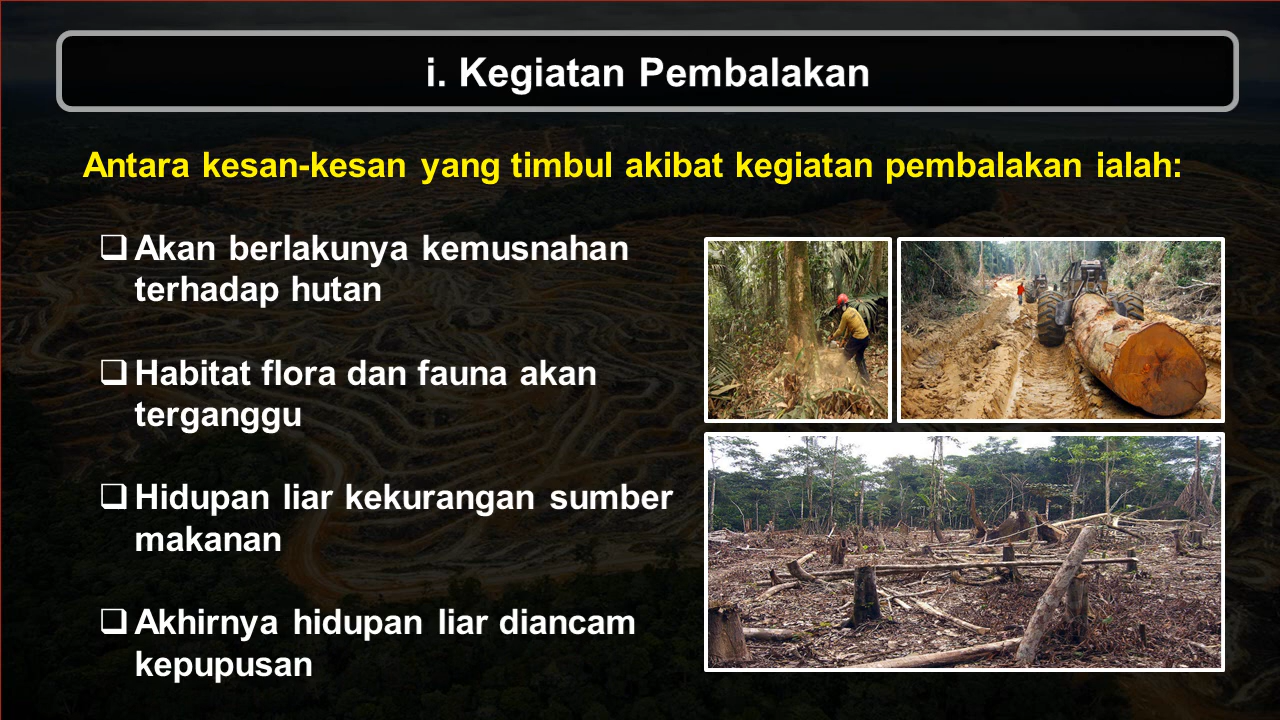 i. Kegiatan Pembalakan
Antara kesan-kesan yang timbul akibat kegiatan pembalakan ialah:
❑ Akan berlakunya kemusnahan
terhadap hutan
❑ Habitat flora dan fauna akan
terganggu
❑ Hidupan liar kekurangan sumber
makanan
❑ Akhirnya hidupan liar diancam
kepupusan